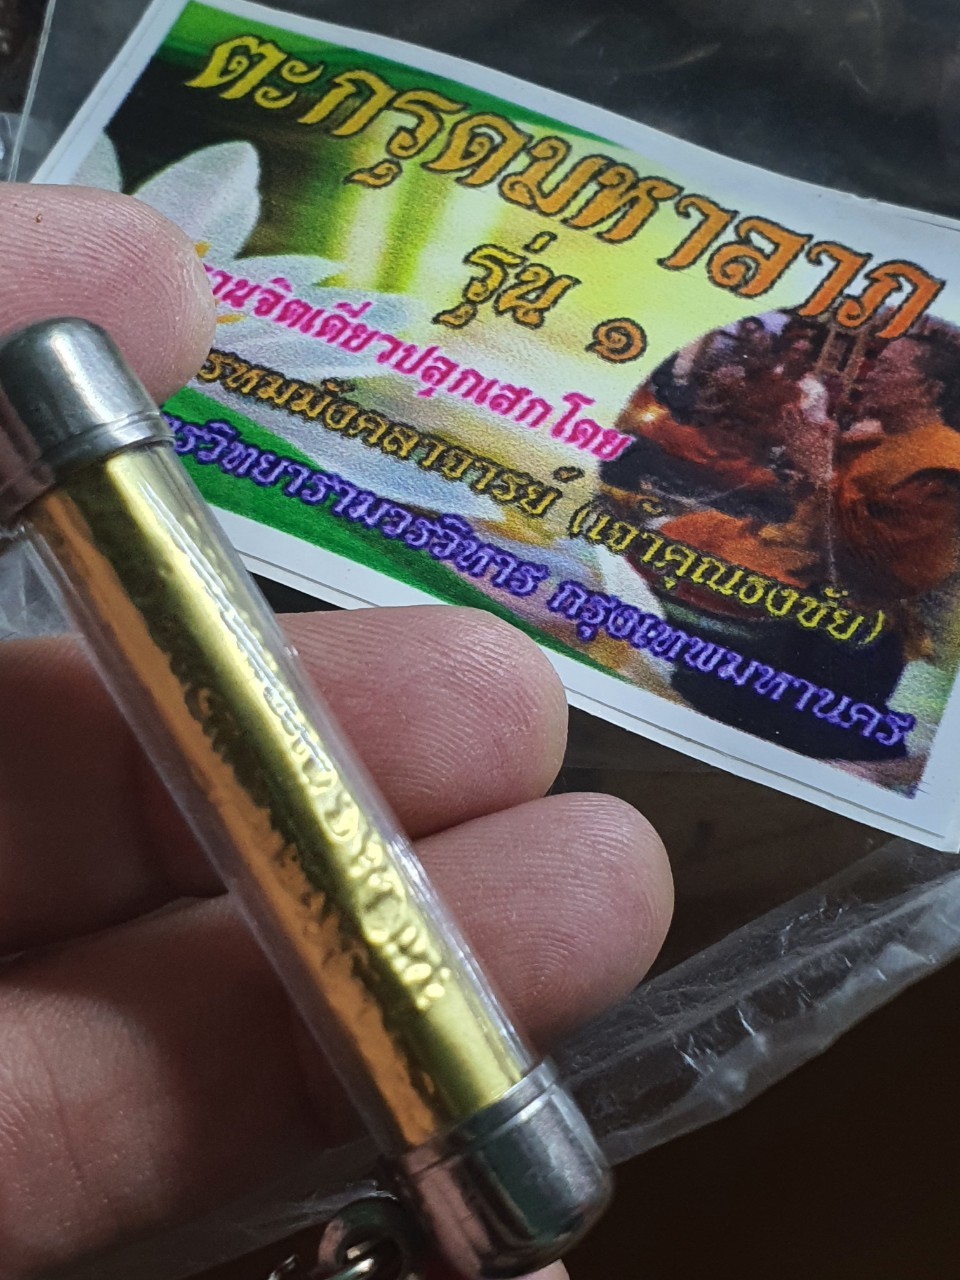 ตะกรุดมหาลาภ
รุ่น ๑
านจิตเดี่ยวปลุกเสกโดย
รหมมังคลาจารย์ (เจ้าคุณธงชัย)
รวิทยารามวรวิหาร กรุงเทพมหานคร